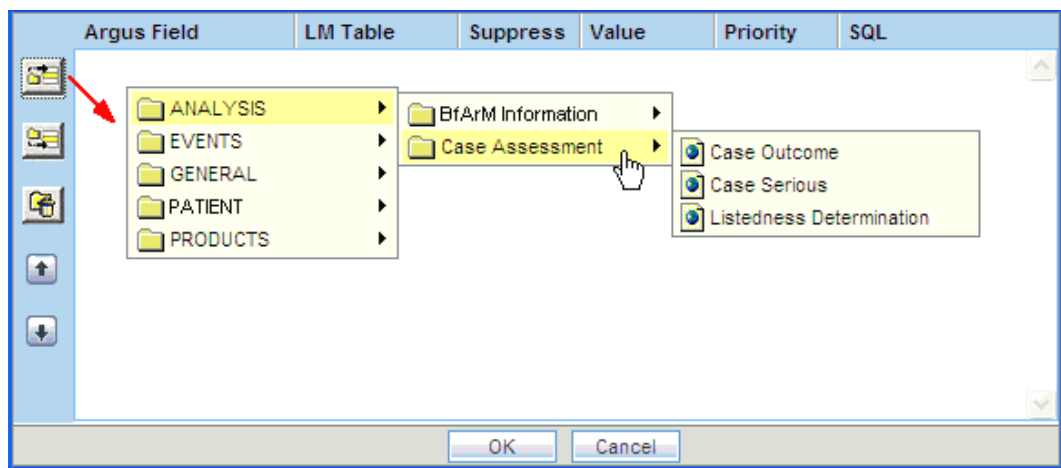 Argus Field LM Table Suppress Value Priority SQL
ANALYSIS
EVENTS
GENERAL
PATIENT
PRODUCTS
BfArM Information
Case Assessment
Case Outcome
Case Serious
Listedness Determination
OK Cancel